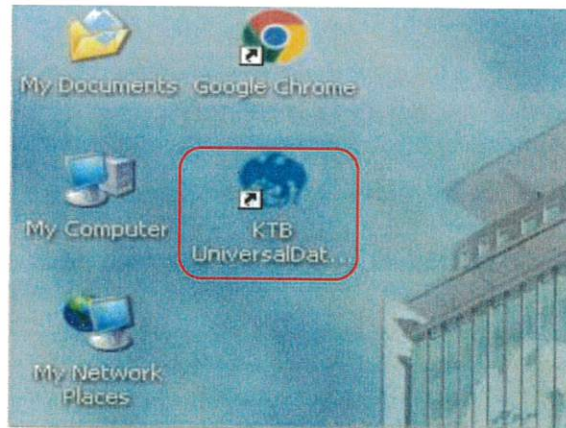 My Documents
Google Chrome
My Computer
KTB
UniversalDat...
My Network
Places